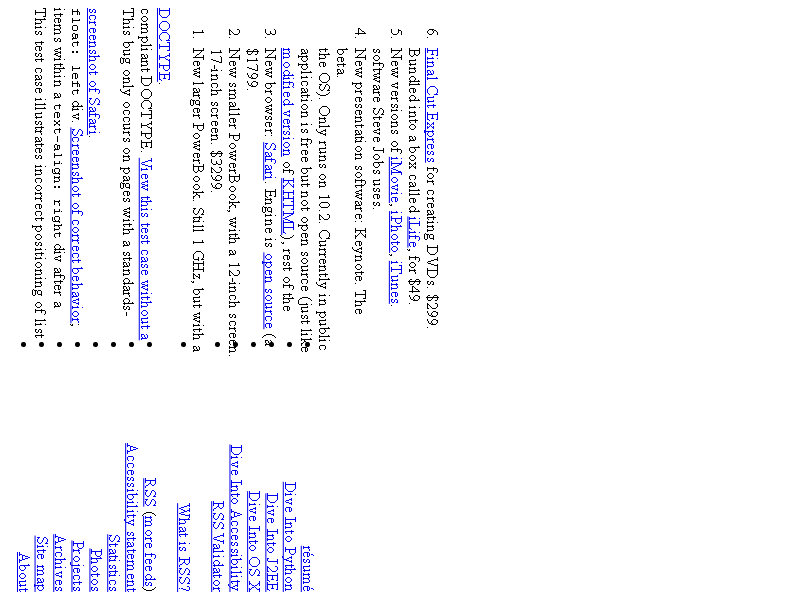 This test case illustrates incorrect positioning of list
items within a text-align: right div after a
float: left div. Screenshot of correct behavior;
screenshot of Safari.
This bug only occurs on pages with a standards-
compliant DOCTYPE. View this test case without a
DOCTYPE.
1. New larger PowerBook. Still 1 GHz, but with a
17-inch screen. $3299.
2. New smaller PowerBook, with a 12-inch screen.
$1799.
3. New browser: Safari. Engine is open source (a
modified version of KHTML), rest of the
application is free but not open source (just like
the OS). Only runs on 10.2. Currently in public
beta.
4. New presentation software: Keynote. The
software Steve Jobs uses.
5. New versions of iMovie, iPhoto, iTunes.
Bundled into a box called iLife, for $49.
6. Final Cut Express for creating DVDs. $299.
About
Site map
Archives
Projects
Photos
Statistics
Accessibility statement
RSS (more feeds)
What is RSS?
RSS Validator
Dive Into Accessibility
Dive Into OS X
Dive Into J2EE
Dive Into Python
résumé